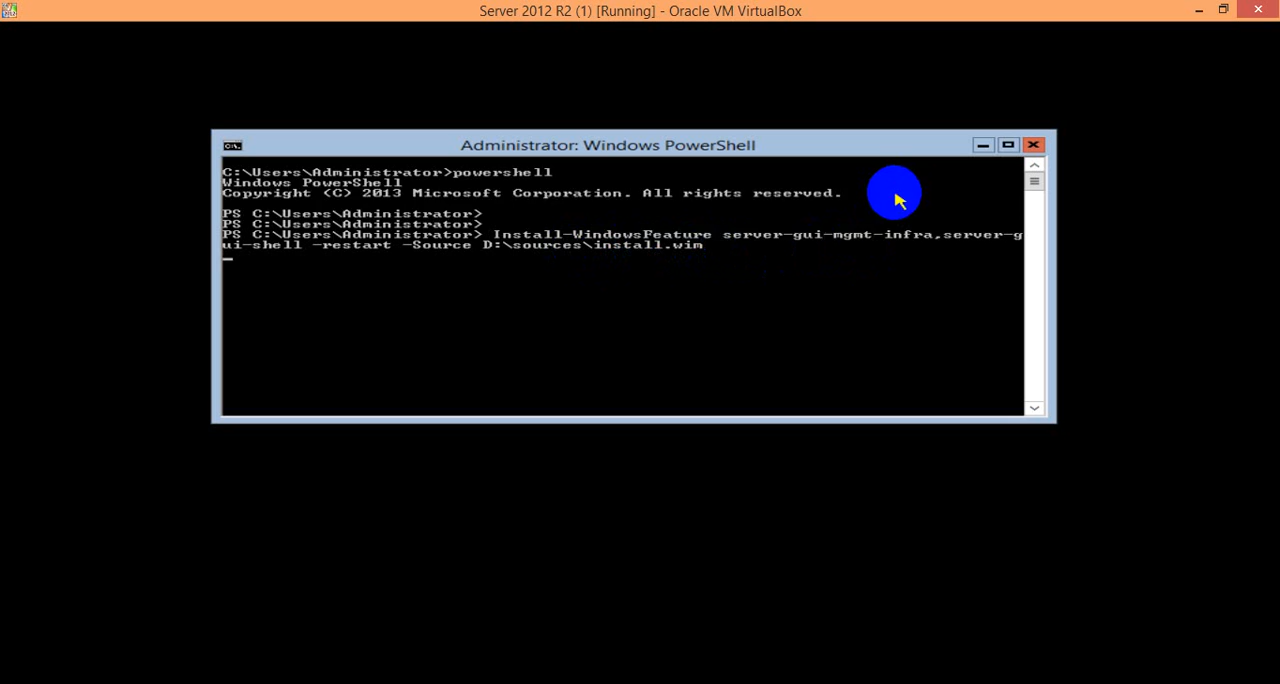 Server 2012 R2 (1) [Running] - Oracle VM VirtualBox
Administrator: Windows PowerShell
C:\Users\Administrator>powershell
Windows PowerShell
Copyright (C) 2013 Microsoft Corporation. All rights reserved.
PS C:\Users\Administrator>
PS C:\Users\Administrator>
PS C:\Users\Administrator> Install-WindowsFeature server-gui-mgmt-infra,server-g
ui-shell -restart -Source D:\sources\install.wim